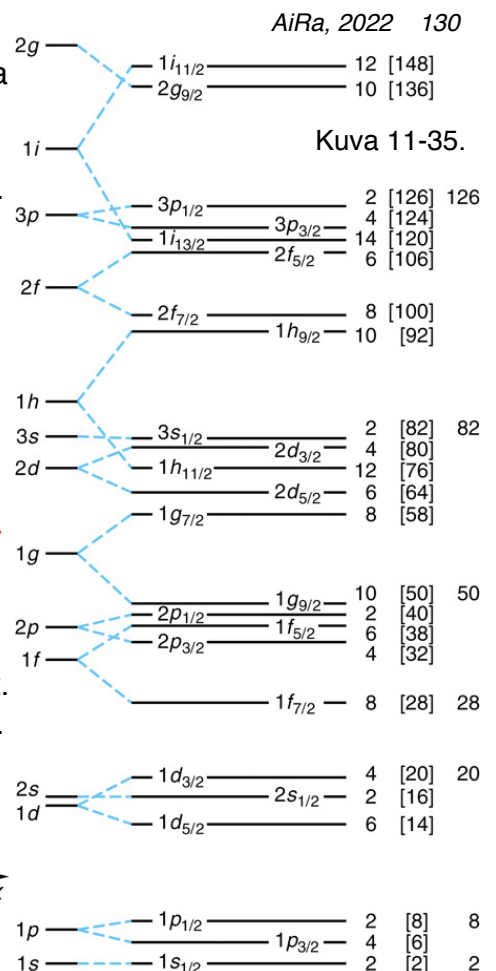 AiRa, 2022 130
2g
1i11/2 12 [148]
a
2g9/2 10 [136]
Kuva 11-35.
1i
.
3p1/2 2 [126] 126
3p
3p3/2 4 [124]
1i13/2 14 [120]
2f5/2 6 [106]
2f
2f7/2 8 [100]
1h9/2 10 [92]
1h
3s
3s1/2 2 [82] 82
2d3/2 4 [80]
2d
1h11/2 12 [76]
2d5/2 6 [64]
1g7/2 8 [58]
1g
1g9/2 10 [50] 50
2p1/2 2 [40]
2p
1f5/2 6 [38]
2p3/2 4 [32]
1f
.
1f7/2 8 [28] 28
.
1d3/2 4 [20] 20
2s
2s1/2 2 [16]
1d
1d5/2 6 [14]
1p1/2 2 [8] 8
1p
1p3/2 4 [6]
1s 1s1/2 2 [2] 2